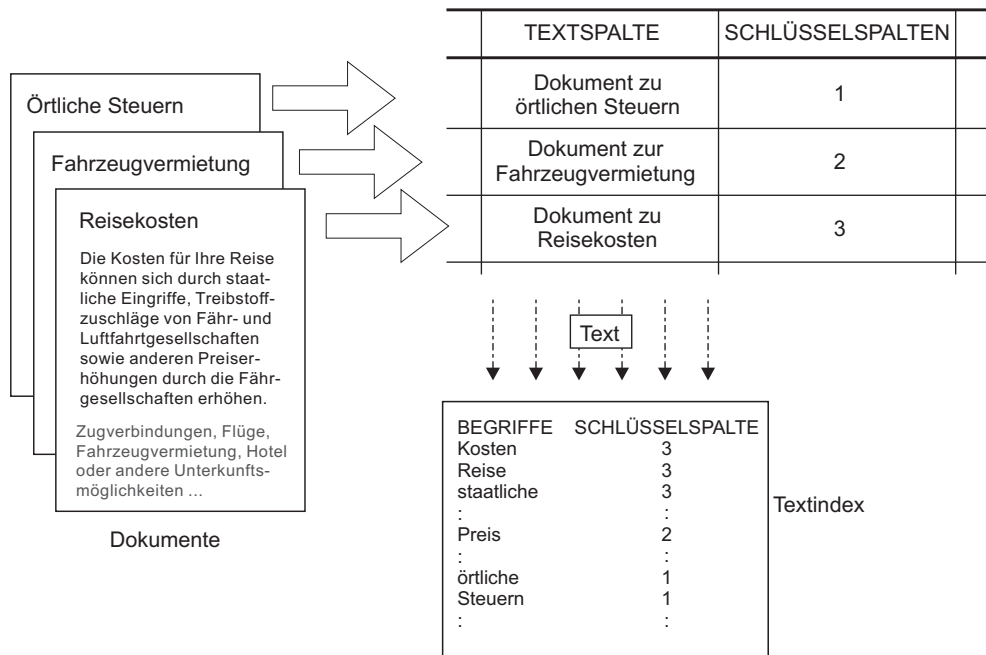 Örtliche Steuern
Fahrzeugvermietung
Reisekosten
Die Kosten für Ihre Reise
können sich durch staat-
liche Eingriffe, Treibstoff-
zuschläge von Fähr- und
Luftfahrtgesellschaften
sowie anderen Preiser-
höhungen durch die Fähr-
gesellschaften erhöhen.
Zugverbindungen, Flüge,
Fahrzeugvermietung, Hotel
oder andere Unterkunfts-
möglichkeiten ...
Dokumente
TEXTSPALTE SCHLÜSSELSPALTEN
Dokument zu
örtlichen Steuern 1
Dokument zur
Fahrzeugvermietung 2
Dokument zu
Reisekosten 3
Text
BEGRIFFE SCHLÜSSELSPALTE
Kosten 3
Reise 3
staatliche 3
: :
Preis 2
: :
örtliche 1
Steuern 1
: :
Textindex